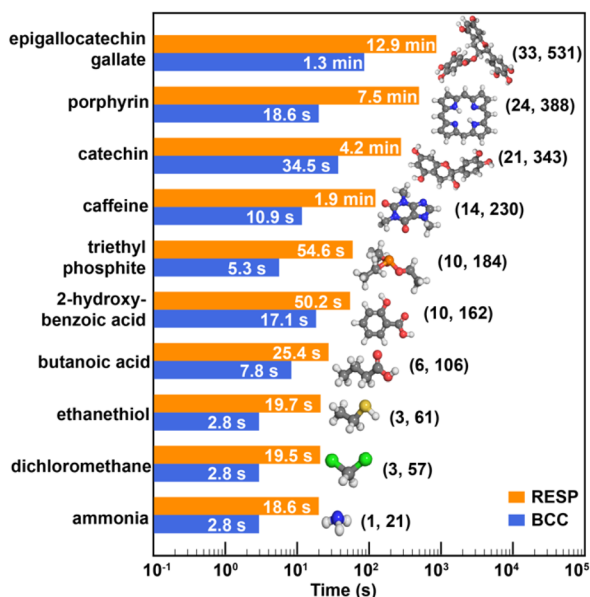 epigallocatechin
gallate
12.9 min
1.3 min
(33, 531)
porphyrin
7.5 min
18.6 s
(24, 388)
catechin
4.2 min
34.5 s
(21, 343)
caffeine
1.9 min
10.9 s
(14, 230)
triethyl
phosphite
54.6 s
5.3 s
(10, 184)
2-hydroxy-
benzoic acid
50.2 s
17.1 s
(10, 162)
butanoic acid
25.4 s
7.8 s
(6, 106)
ethanethiol
19.7 s
2.8 s
(3, 61)
dichloromethane
19.5 s
2.8 s
(3, 57)
ammonia
18.6 s
2.8 s
(1, 21)
RESP
BCC
10⁻¹ 10⁰ 10¹ 10² 10³ 10⁴ 10⁵
Time (s)